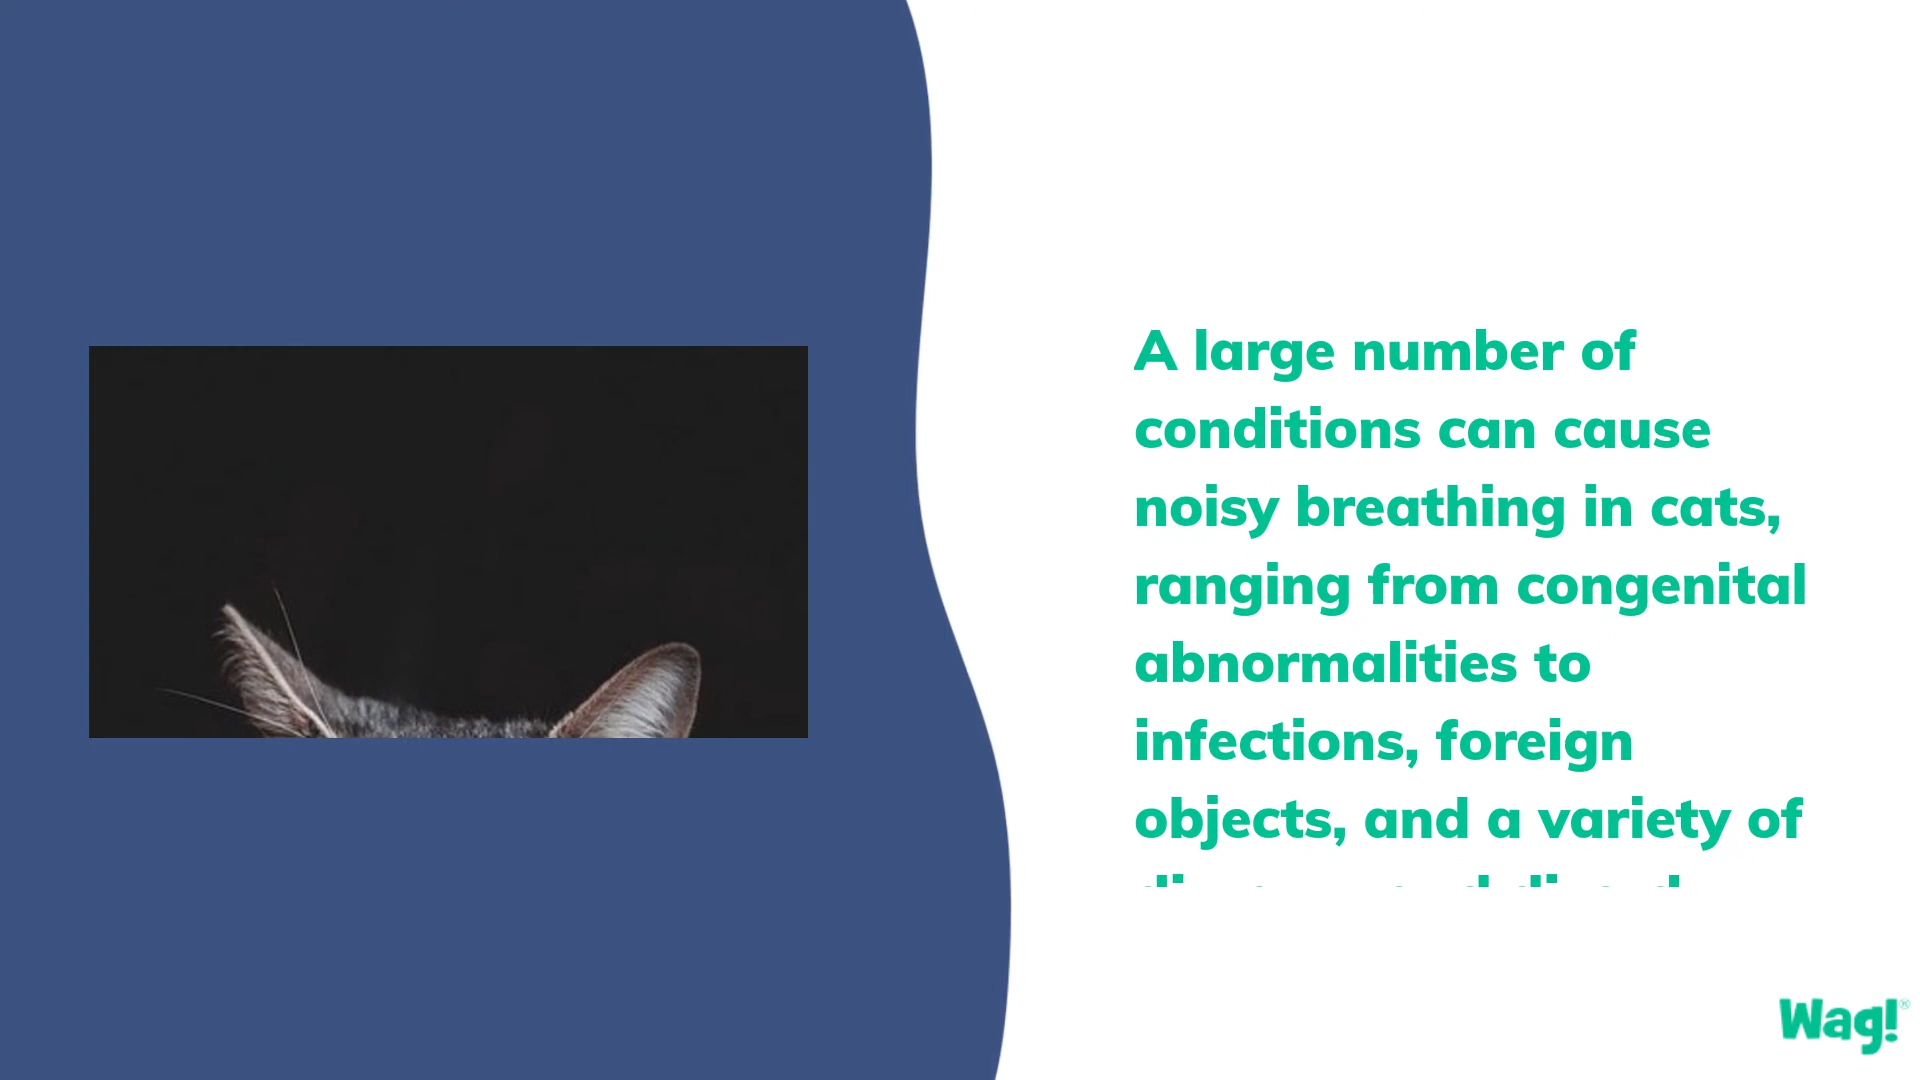 A large number of
conditions can cause
noisy breathing in cats,
ranging from congenital
abnormalities to
infections, foreign
objects, and a variety of
Wag!®